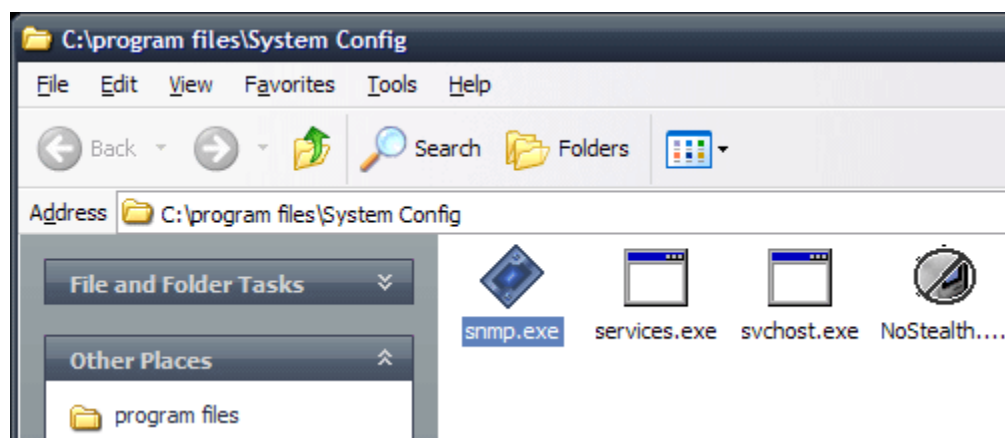 C:\program files\System Config
File Edit View Favorites Tools Help
Back Search Folders
Address C:\program files\System Config
File and Folder Tasks
snmp.exe services.exe svchost.exe NoStealth....
Other Places
program files